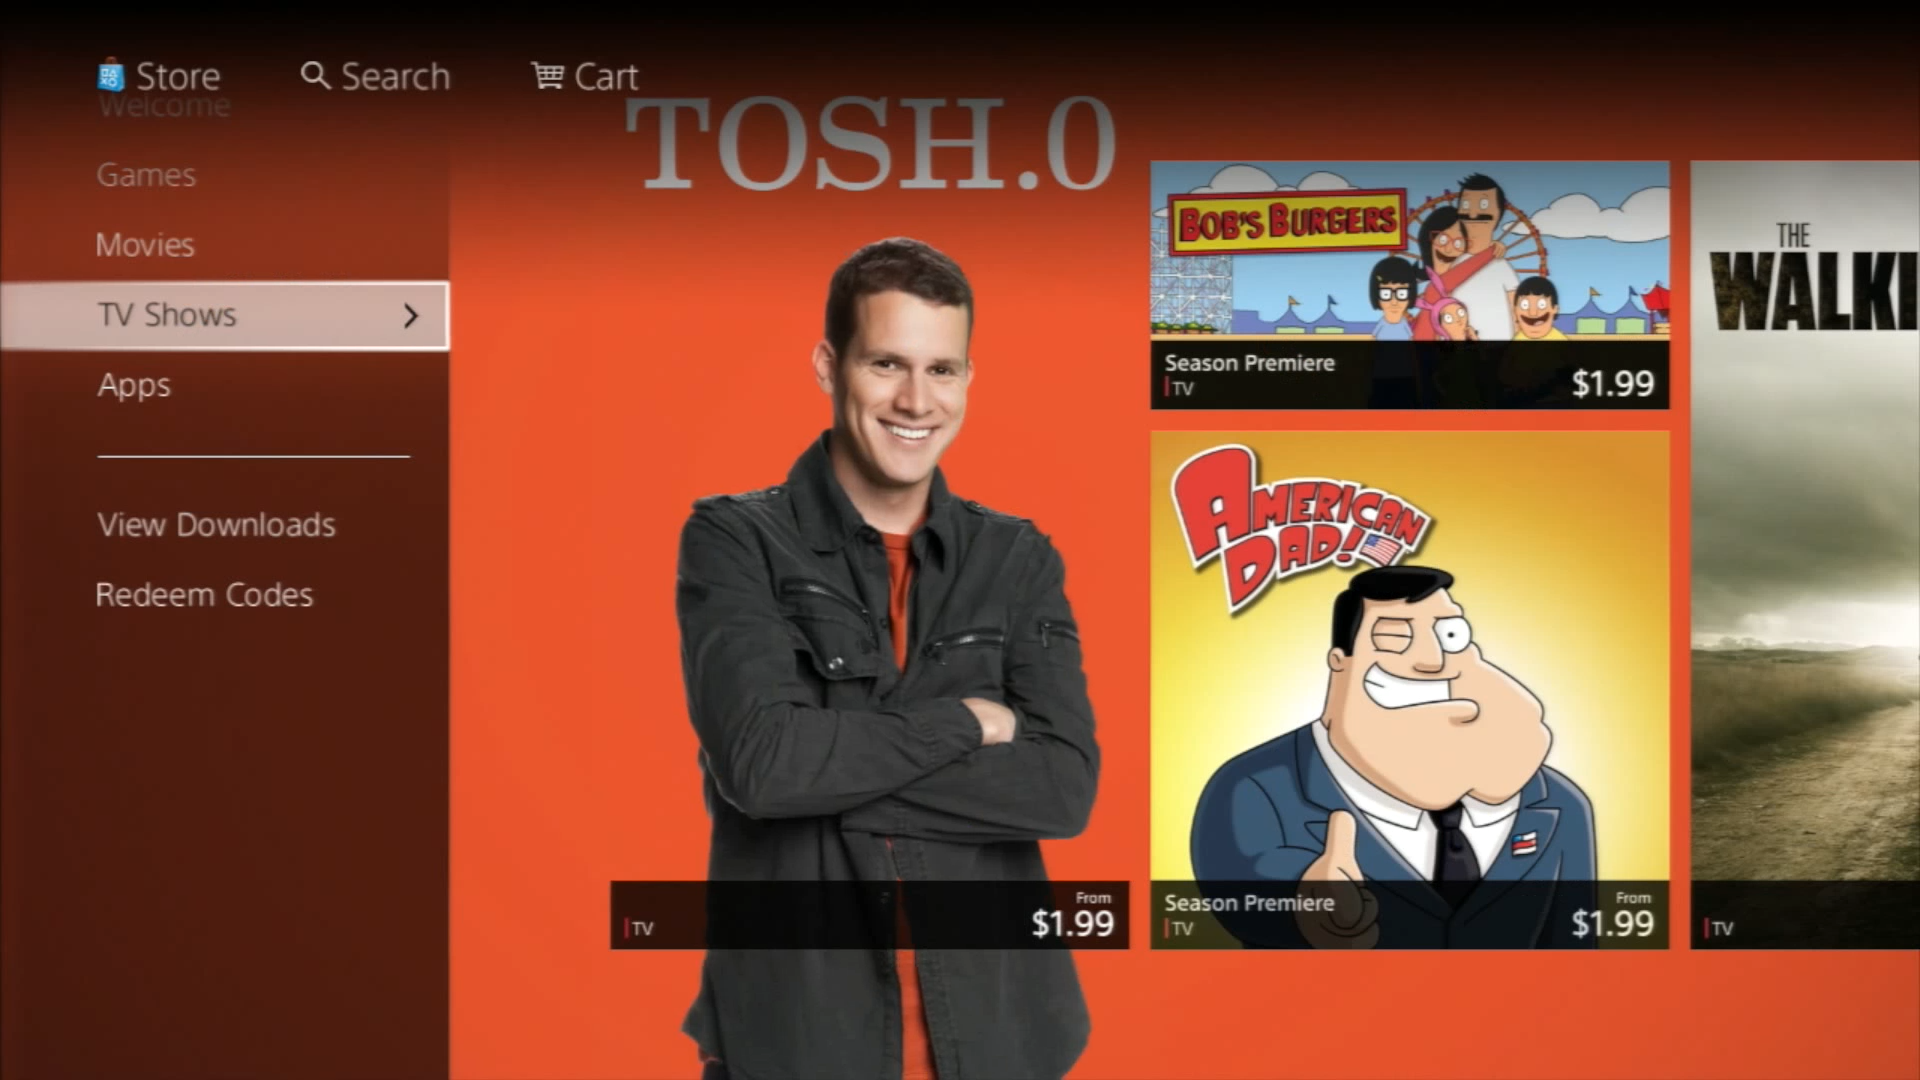 Store
Search
Cart
Welcome
Games
Movies
TV Shows
Apps
View Downloads
Redeem Codes
TOSH.0
TV
From
$1.99
BOB'S BURGERS
Season Premiere
TV
$1.99
AMERICAN
DAD!
Season Premiere
TV
From
$1.99
THE
WALKI
TV